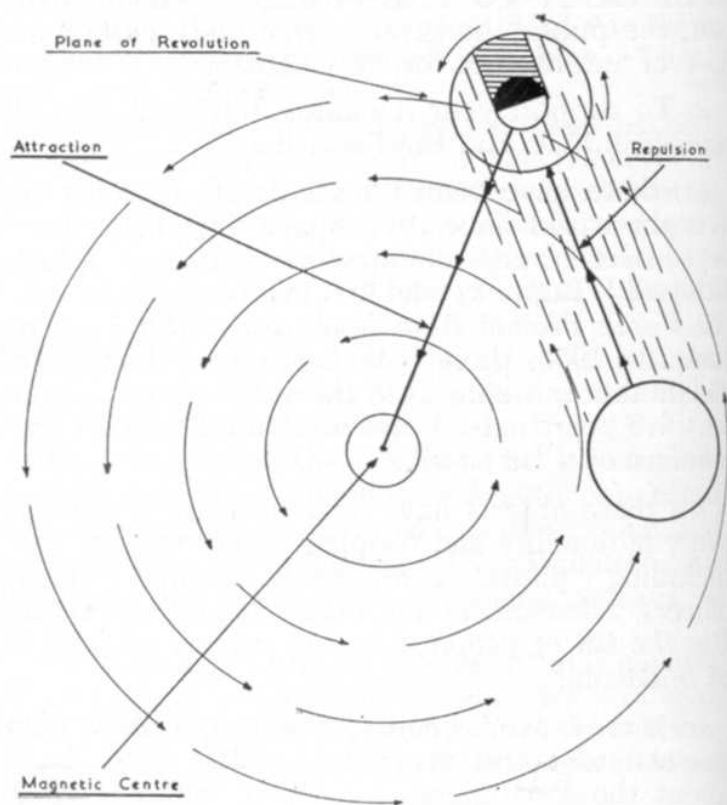 Plane of Revolution
Attraction
Repulsion
Magnetic Centre